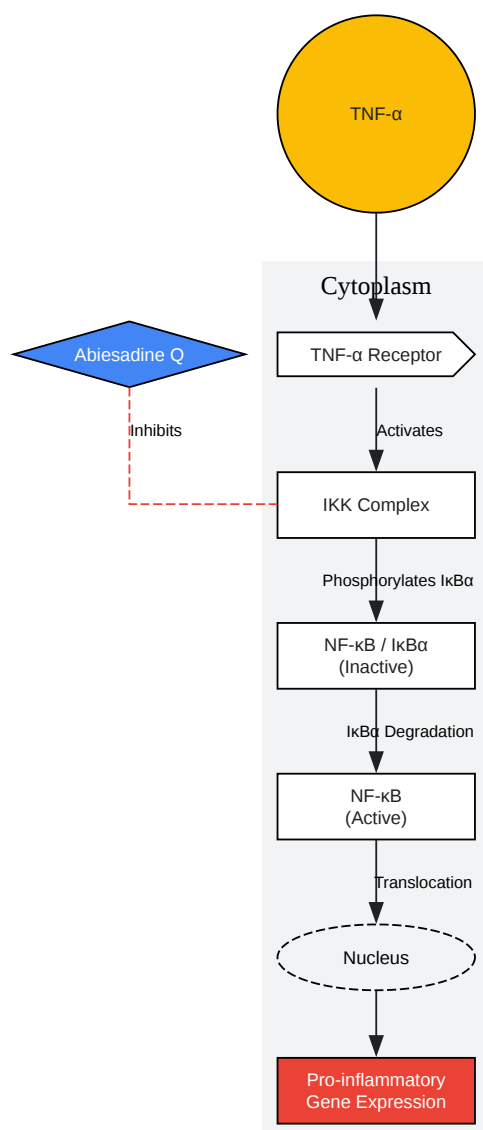 TNF-α
Cytoplasm
Abiesadine Q
TNF-α Receptor
Inhibits
Activates
IKK Complex
Phosphorylates IκBα
NF-κB / IκBα
(Inactive)
IκBα Degradation
NF-κB
(Active)
Translocation
Nucleus
Pro-inflammatory
Gene Expression